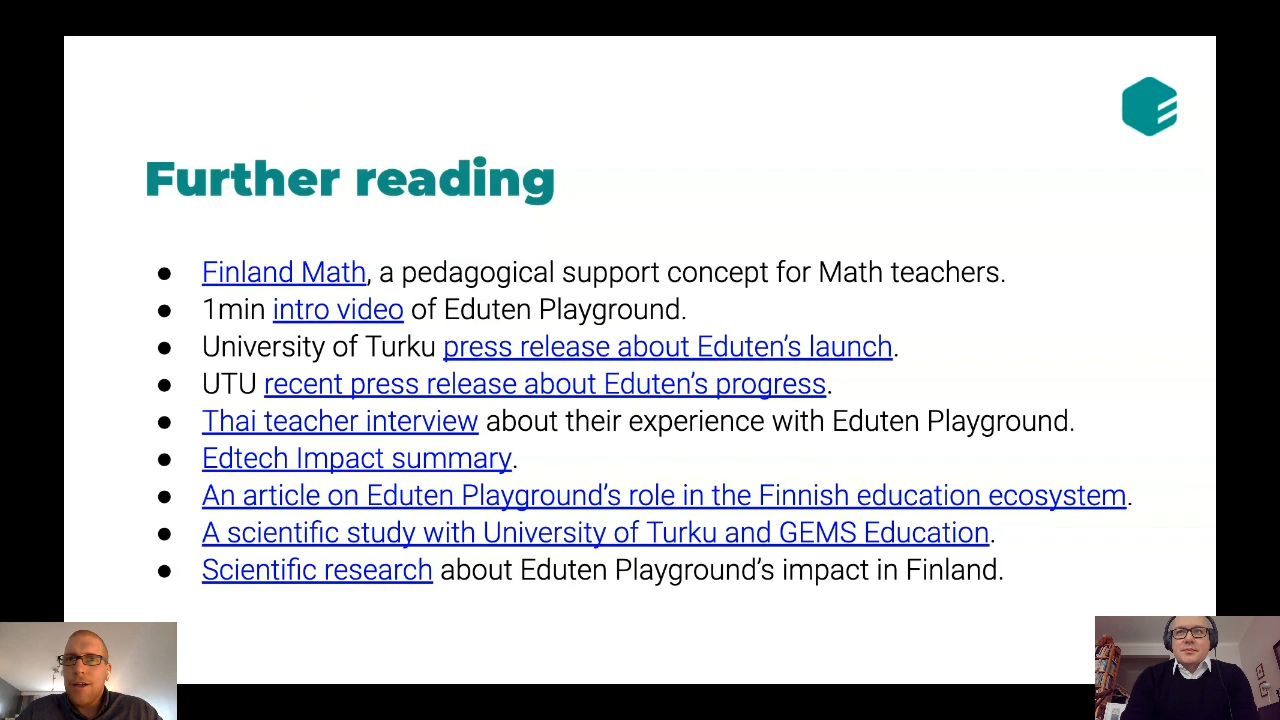 Further reading
● Finland Math, a pedagogical support concept for Math teachers.
● 1min intro video of Eduten Playground.
● University of Turku press release about Eduten’s launch.
● UTU recent press release about Eduten’s progress.
● Thai teacher interview about their experience with Eduten Playground.
● Edtech Impact summary.
● An article on Eduten Playground’s role in the Finnish education ecosystem.
● A scientific study with University of Turku and GEMS Education.
● Scientific research about Eduten Playground’s impact in Finland.